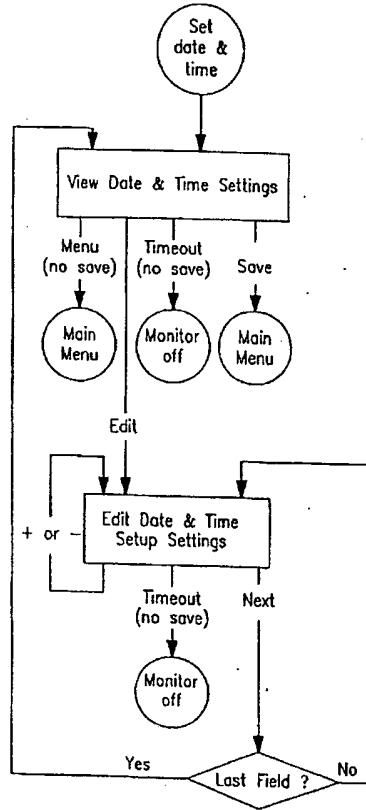 Set
date &
time
View Date & Time Settings
Menu
(no save)
Timeout
(no save)
Save
Main
Menu
Monitor
off
Main
Menu
Edit
+ or -
Edit Date & Time
Setup Settings
Timeout
(no save)
Next
Monitor
off
Yes
Last Field ?
No